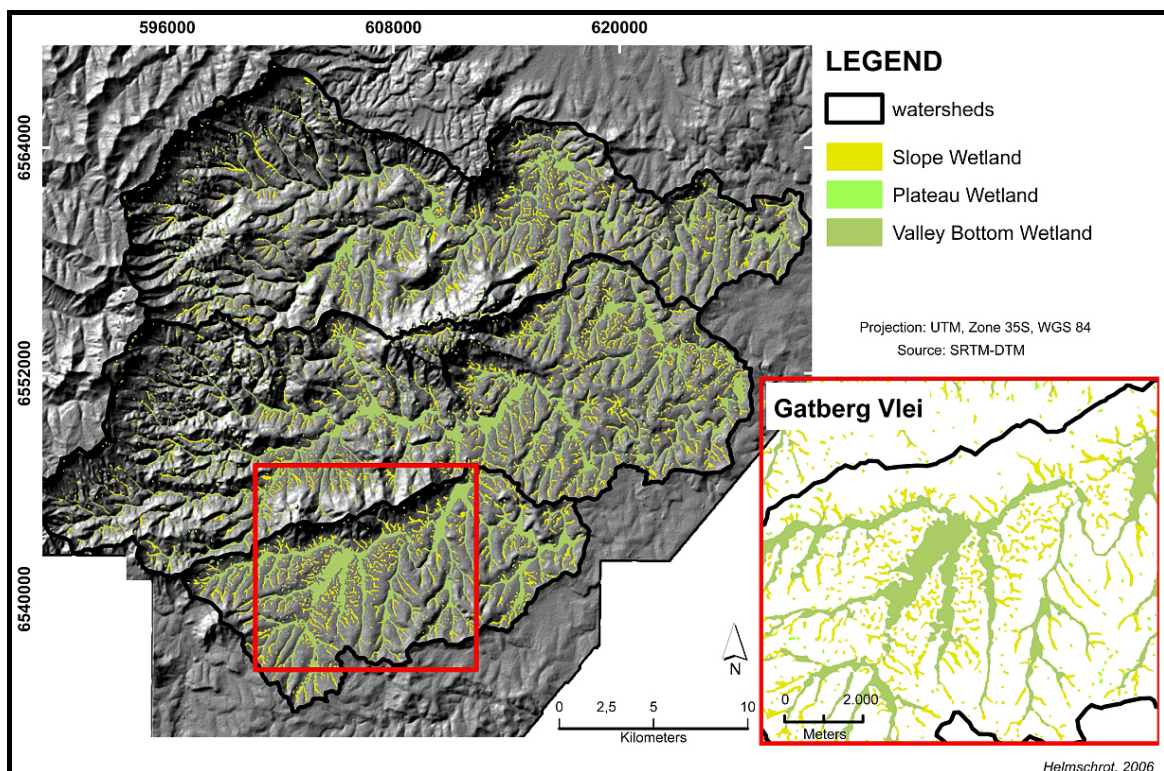 596000
608000
620000
6564000
6552000
6540000
LEGEND
watersheds
Slope Wetland
Plateau Wetland
Valley Bottom Wetland
Projection: UTM, Zone 35S, WGS 84
Source: SRTM-DTM
Gatberg Vlei
N
0 2,5 5 10
Kilometers
0 2.000
Meters
Helmschrot, 2006